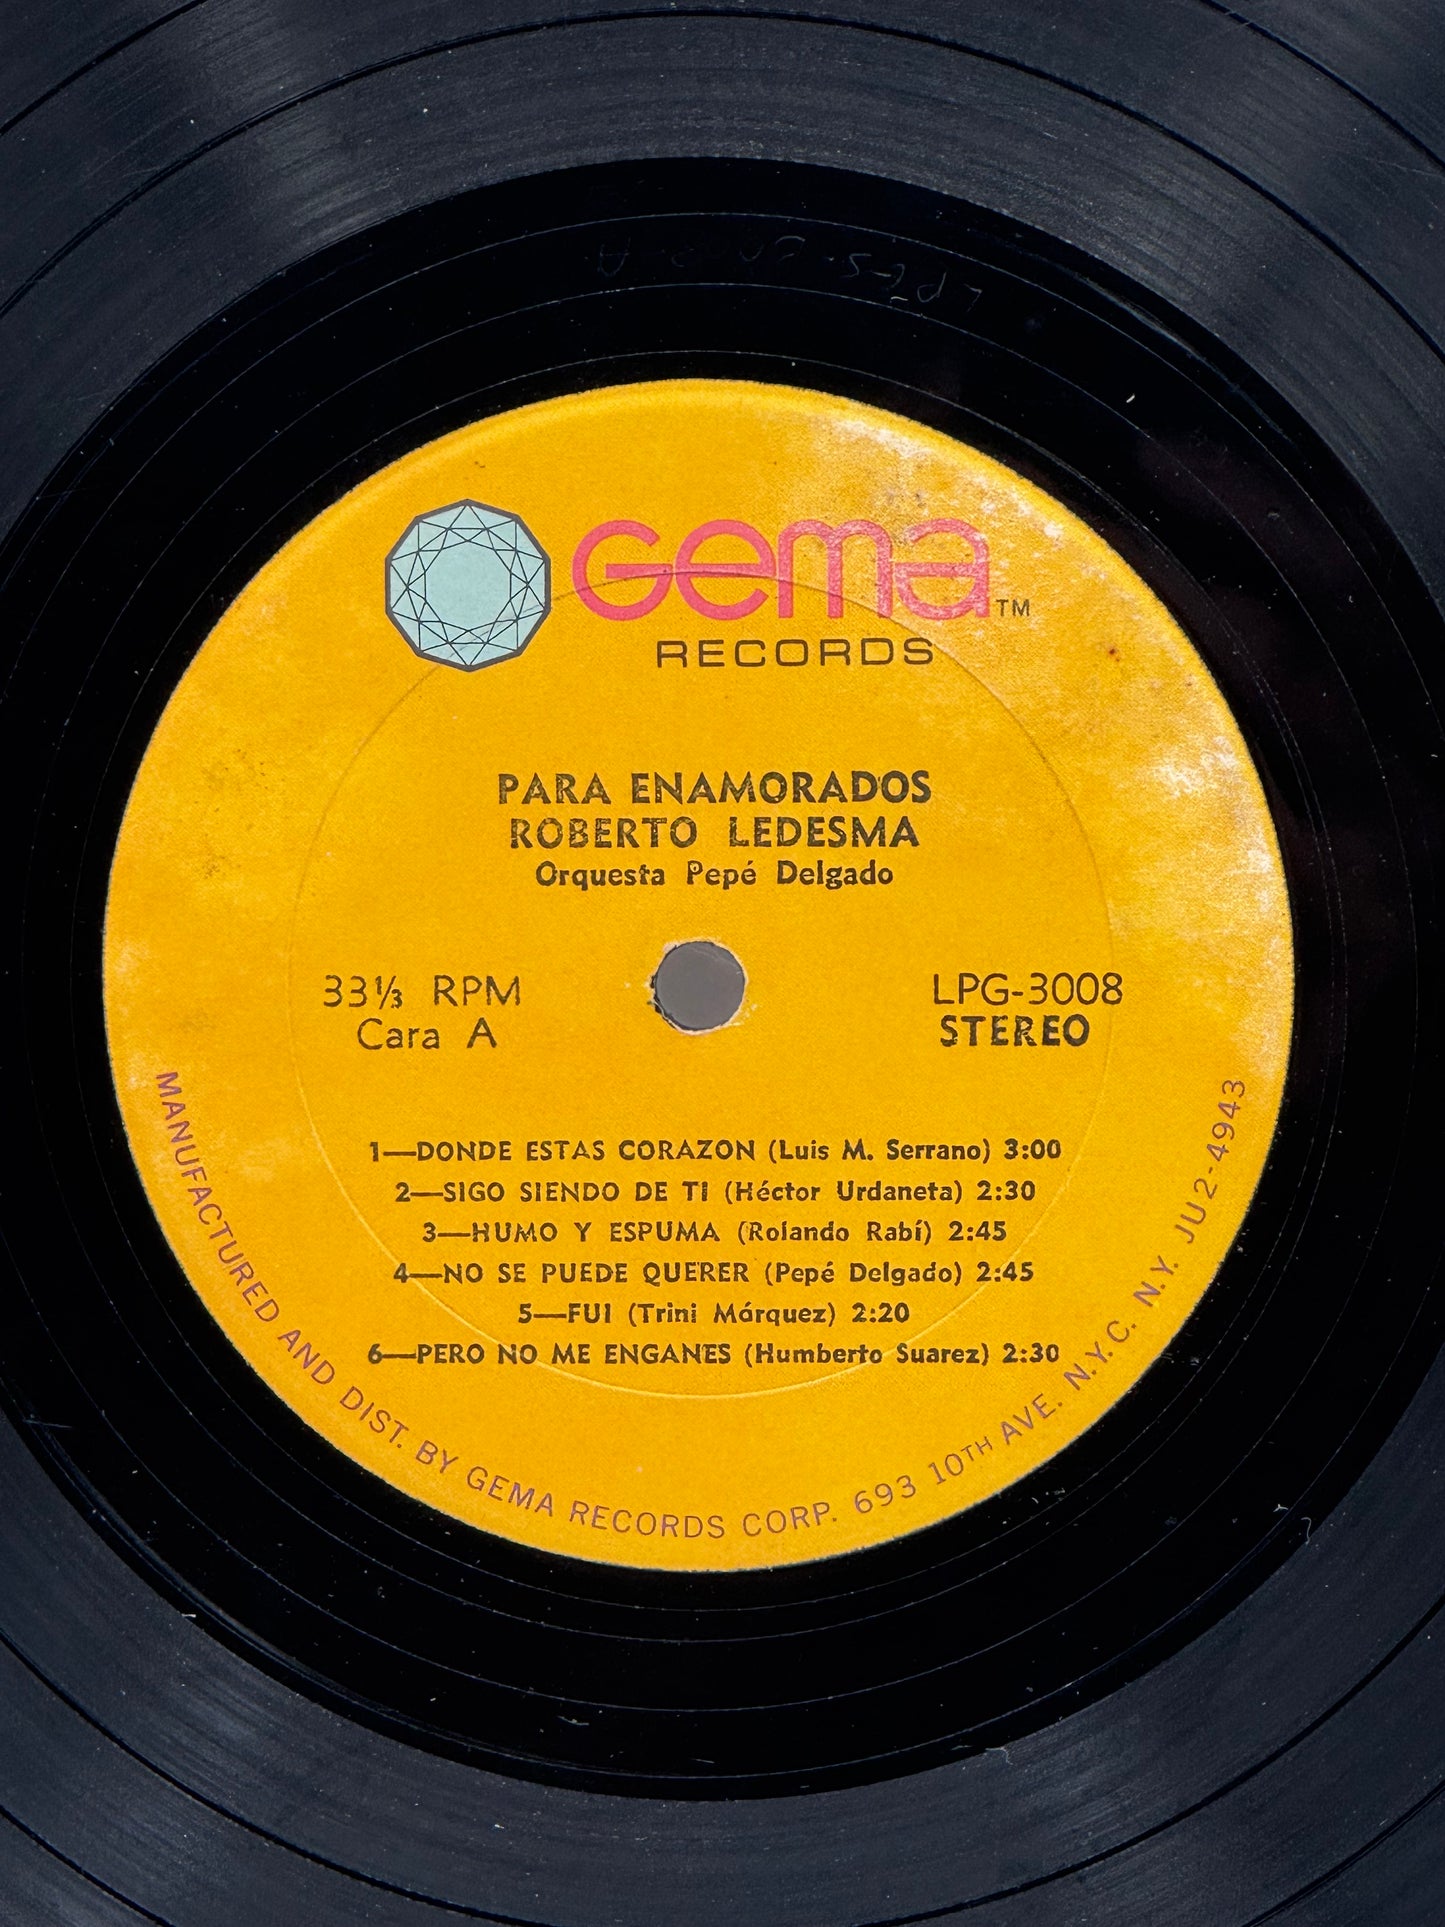 Gema TM
RECORDS
PARA ENAMORADOS
ROBERTO LEDESMA
Orquesta Pepé Delgado
33⅓ RPM
Cara A
LPG-3008
STEREO
1—DONDE ESTAS CORAZON (Luis M. Serrano) 3:00
2—SIGO SIENDO DE TI (Héctor Urdaneta) 2:30
3—HUMO Y ESPUMA (Rolando Rabí) 2:45
4—NO SE PUEDE QUERER (Pepé Delgado) 2:45
5—FUI (Trini Márquez) 2:20
6—PERO NO ME ENGANES (Humberto Suarez) 2:30
MANUFACTURED AND DIST. BY GEMA RECORDS CORP. 693 10TH AVE. N.Y.C. N.Y. JU2-4943